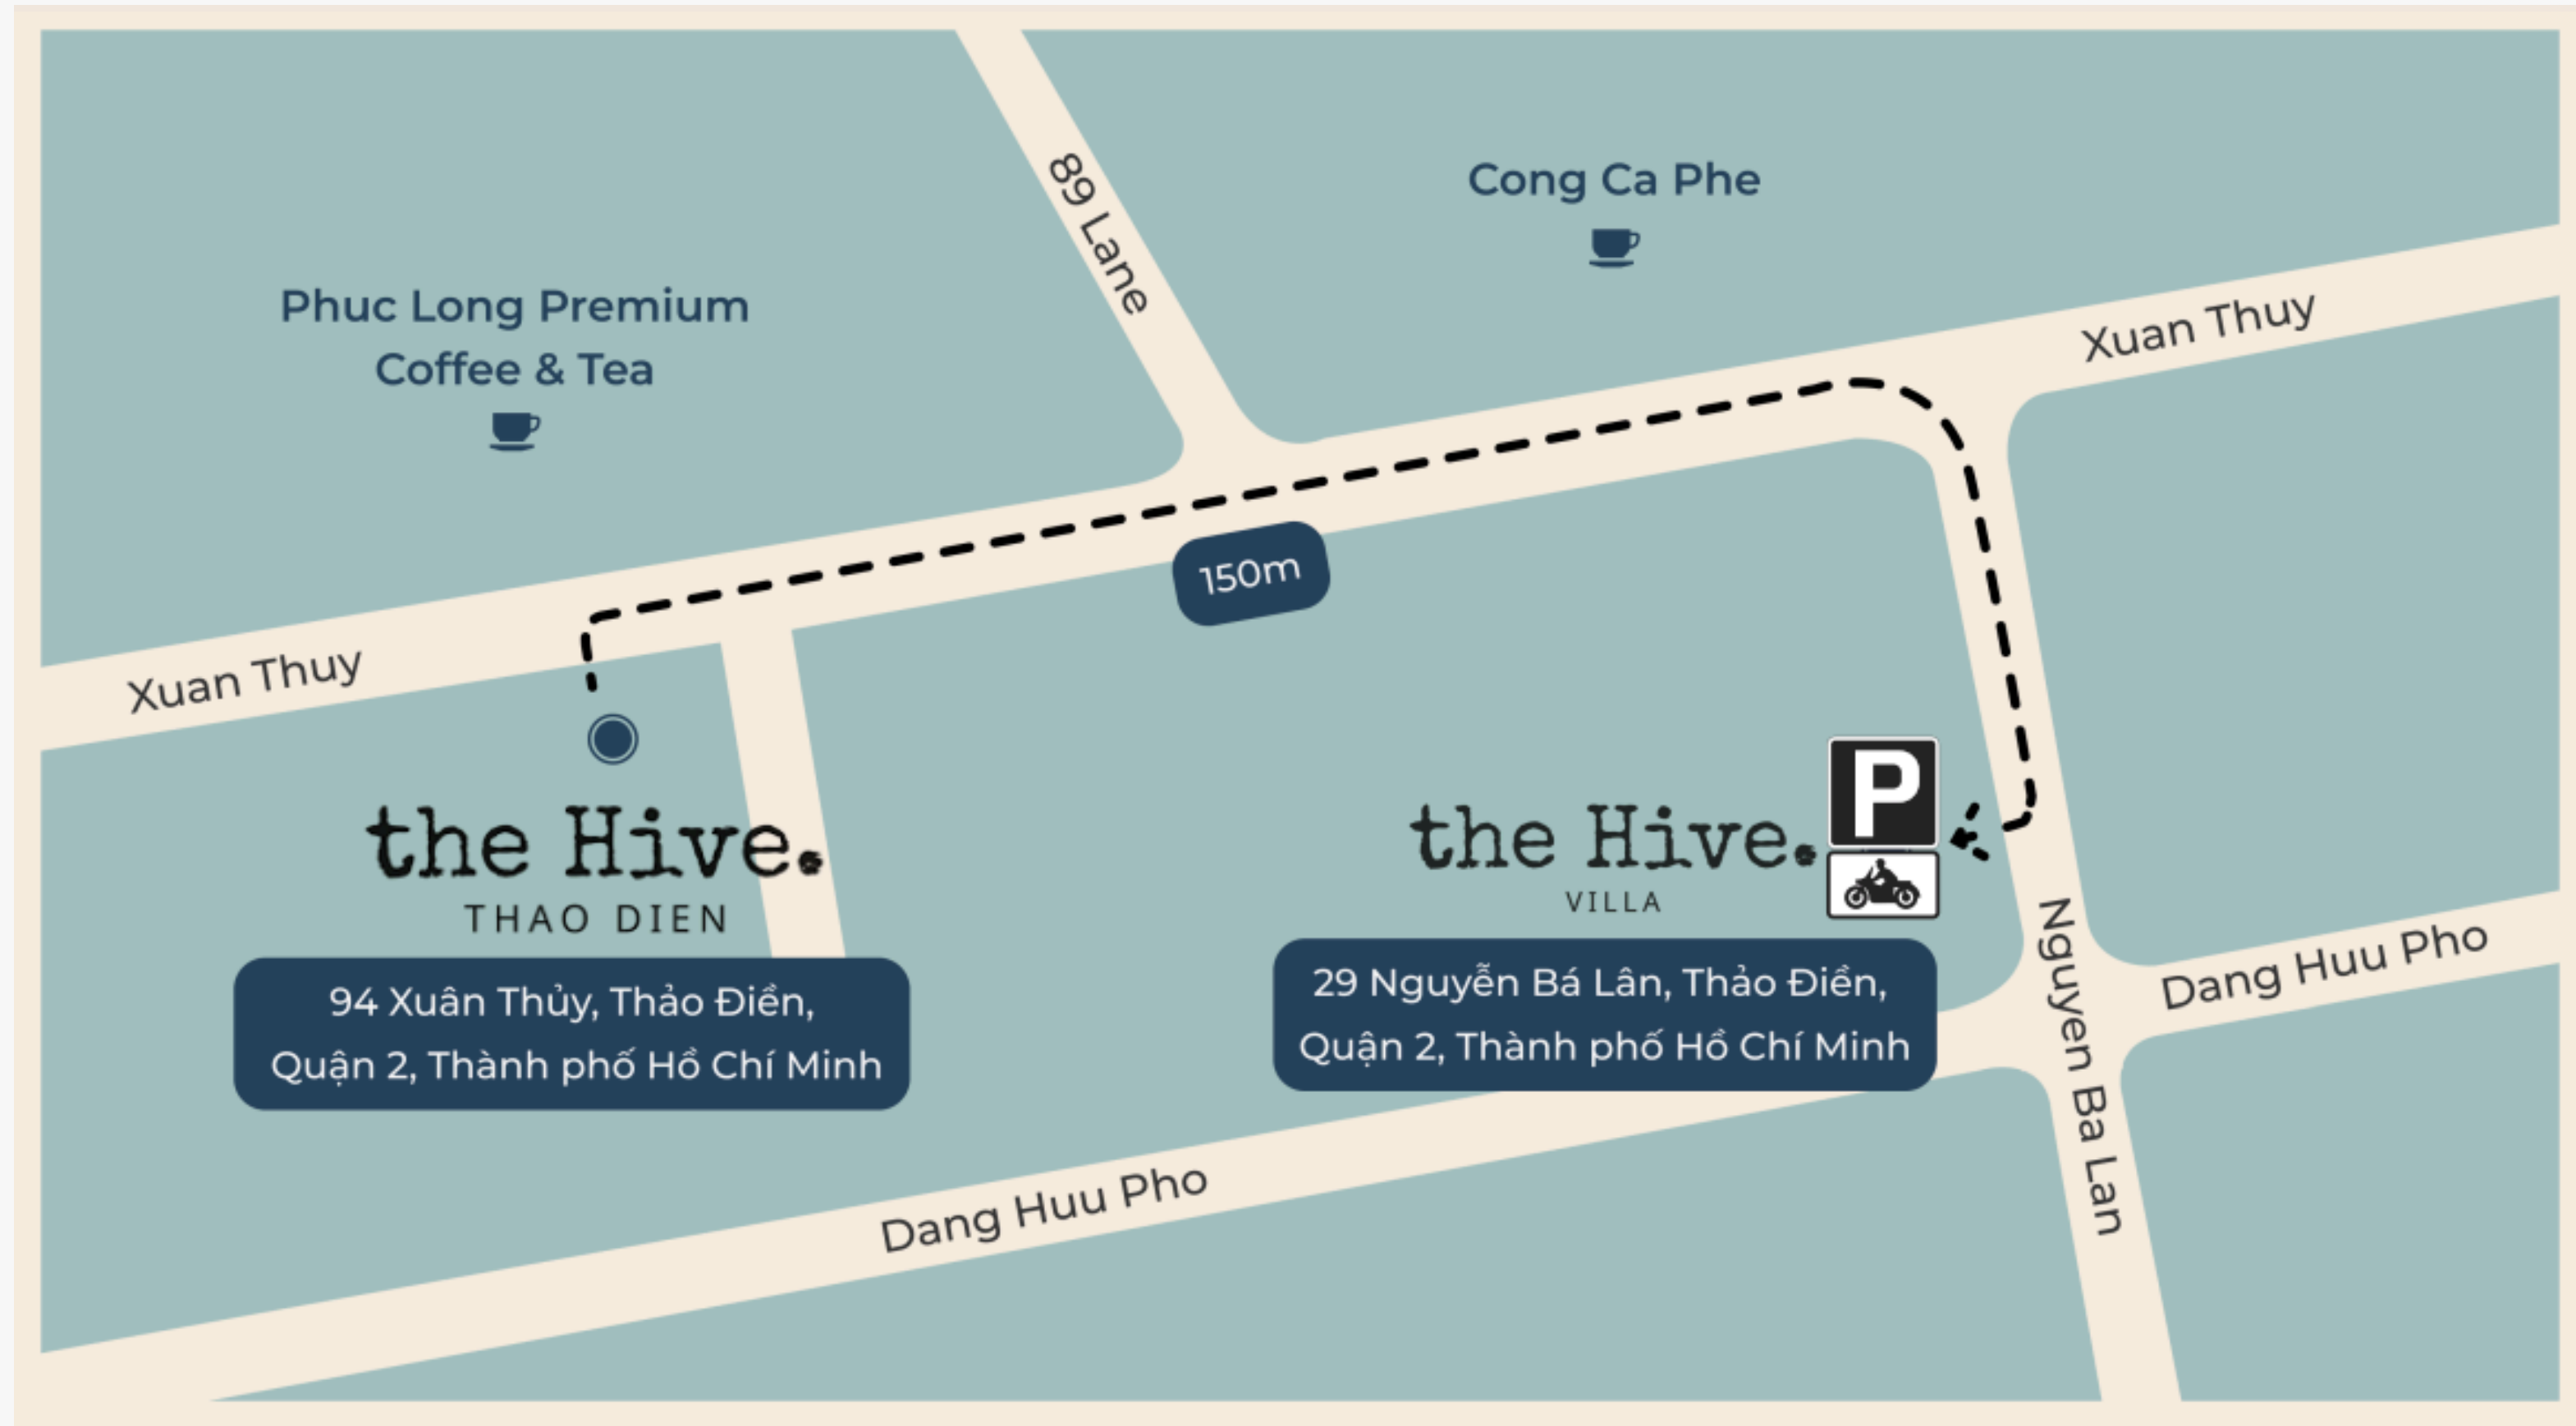 89 Lane
Cong Ca Phe
Phuc Long Premium
Coffee & Tea
Xuan Thuy
150m
Xuan Thuy
P
the Hive.
THAO DIEN
94 Xuân Thủy, Thảo Điền,
Quận 2, Thành phố Hồ Chí Minh
the Hive.
VILLA
29 Nguyễn Bá Lân, Thảo Điền,
Quận 2, Thành phố Hồ Chí Minh
Nguyen Ba Lan
Dang Huu Pho
Dang Huu Pho